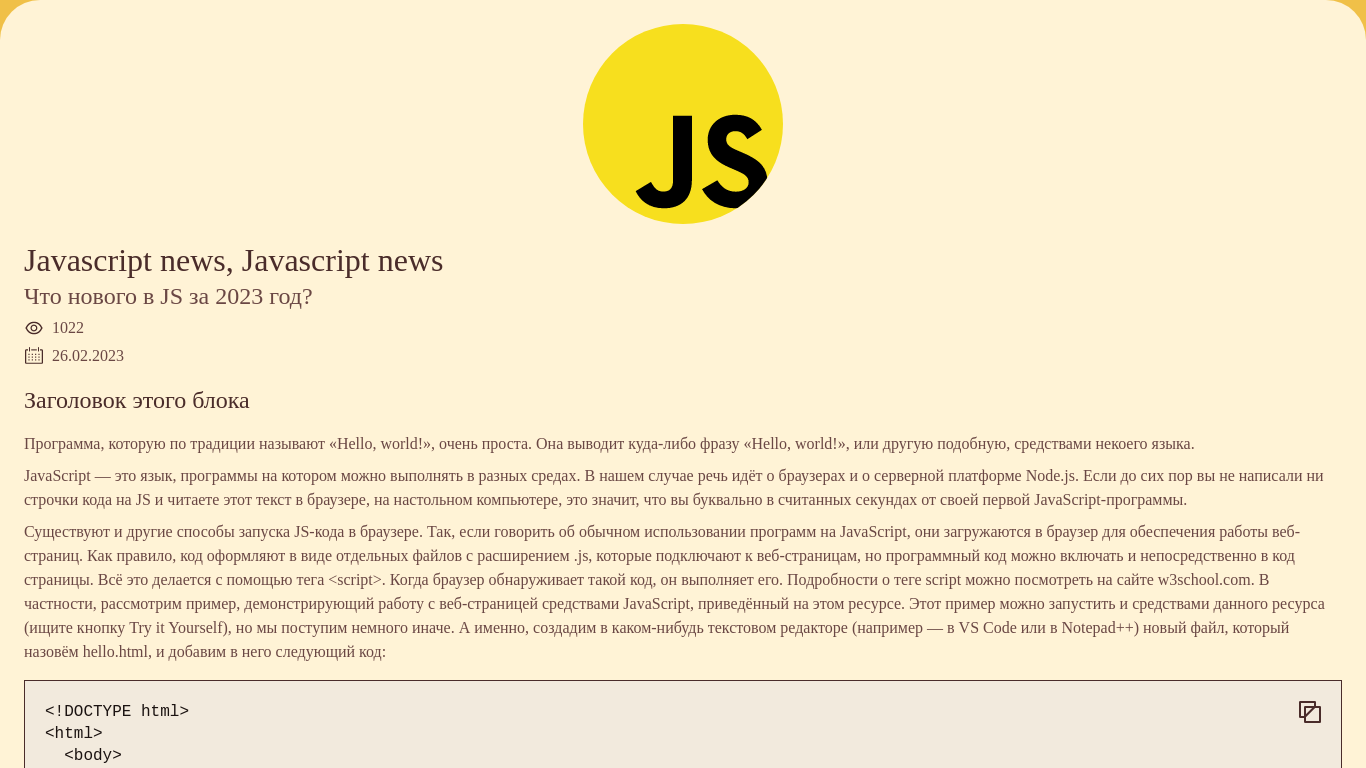 JS
Javascript news, Javascript news
Что нового в JS за 2023 год?
1022
26.02.2023
Заголовок этого блока
Программа, которую по традиции называют «Hello, world!», очень проста. Она выводит куда-либо фразу «Hello, world!», или другую подобную, средствами некоего языка.
JavaScript — это язык, программы на котором можно выполнять в разных средах. В нашем случае речь идёт о браузерах и о серверной платформе Node.js. Если до сих пор вы не написали ни
строчки кода на JS и читаете этот текст в браузере, на настольном компьютере, это значит, что вы буквально в считанных секундах от своей первой JavaScript-программы.
Существуют и другие способы запуска JS-кода в браузере. Так, если говорить об обычном использовании программ на JavaScript, они загружаются в браузер для обеспечения работы веб-
страниц. Как правило, код оформляют в виде отдельных файлов с расширением .js, которые подключают к веб-страницам, но программный код можно включать и непосредственно в код
страницы. Всё это делается с помощью тега <script>. Когда браузер обнаруживает такой код, он выполняет его. Подробности о теге script можно посмотреть на сайте w3school.com. В
частности, рассмотрим пример, демонстрирующий работу с веб-страницей средствами JavaScript, приведённый на этом ресурсе. Этот пример можно запустить и средствами данного ресурса
(ищите кнопку Try it Yourself), но мы поступим немного иначе. А именно, создадим в каком-нибудь текстовом редакторе (например — в VS Code или в Notepad++) новый файл, который
назовём hello.html, и добавим в него следующий код:
<!DOCTYPE html>
<html>
  <body>